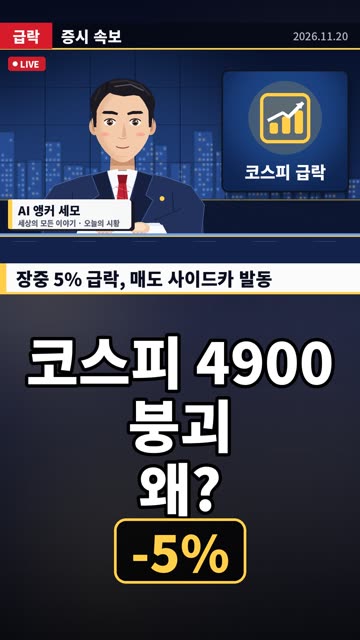 급락 증시 속보 2026.11.20
LIVE
코스피 급락
AI 앵커 세모
세상의 모든 이야기 · 오늘의 시황
장중 5% 급락, 매도 사이드카 발동
코스피 4900
붕괴
왜?
-5%